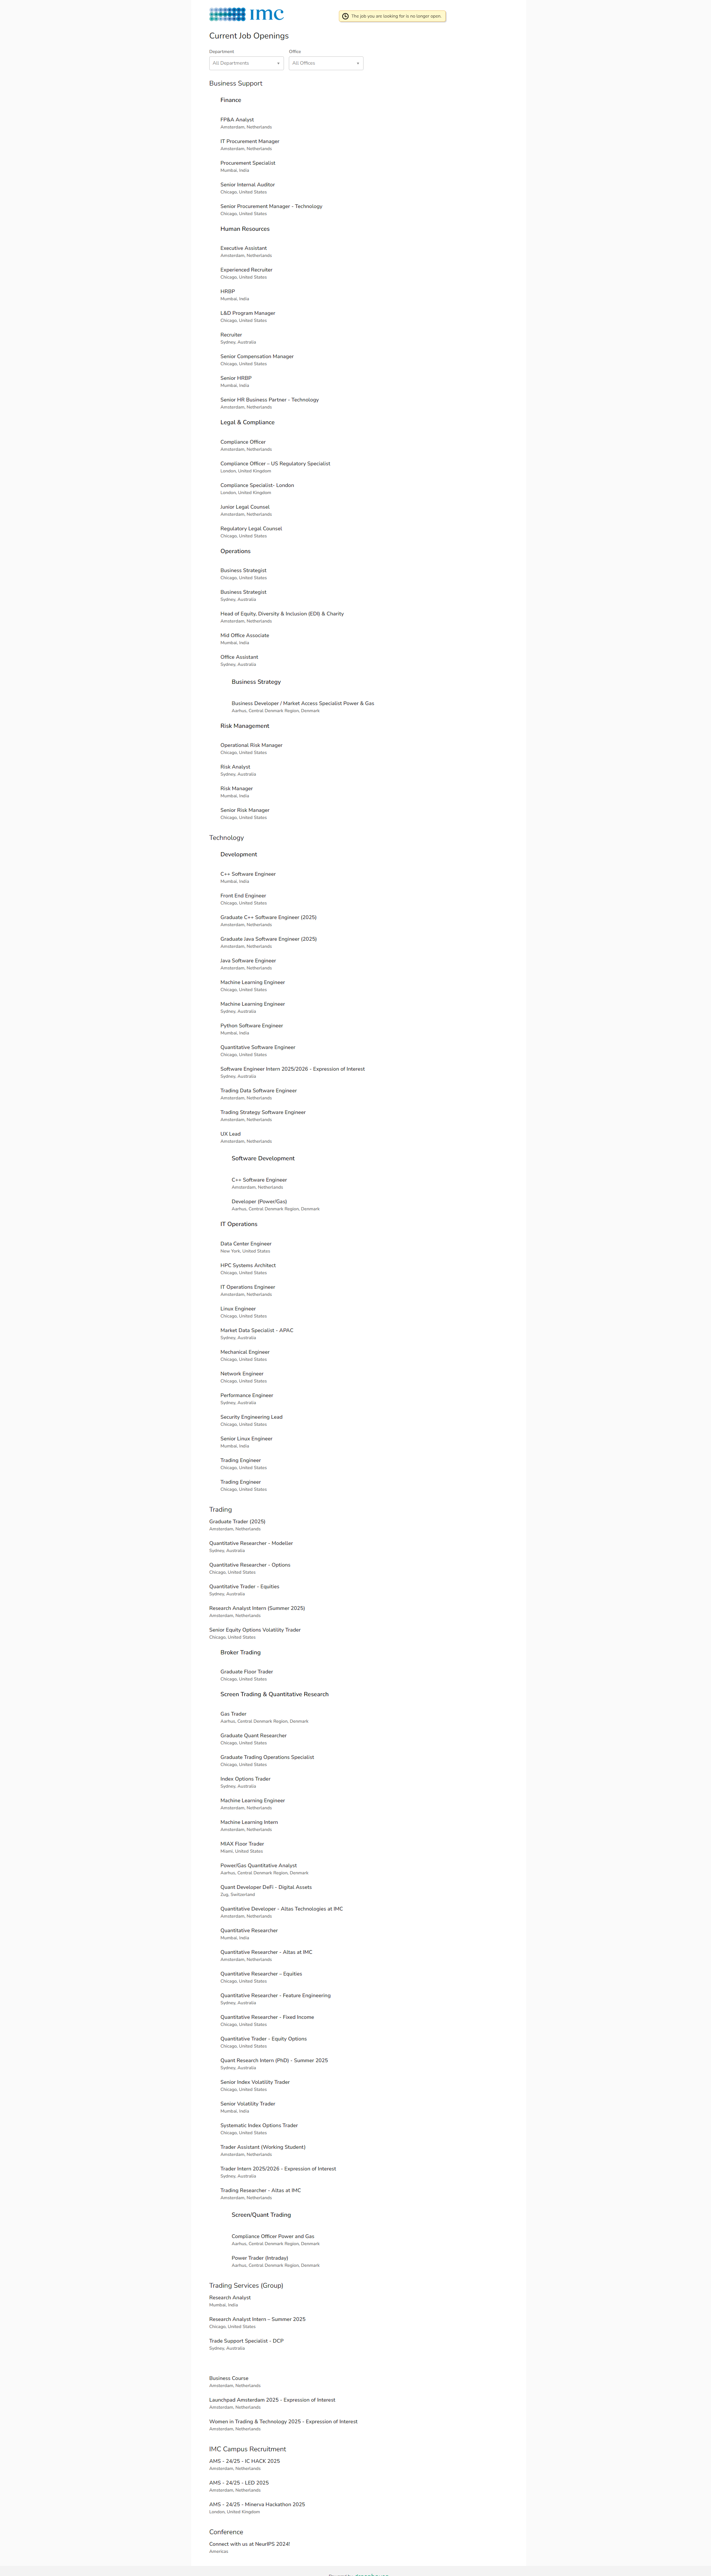 imc
The job you are looking for is no longer open.
Current Job Openings
Department
Office
All Departments
All Offices
Business Support
Finance
FP&A Analyst
Amsterdam, Netherlands
IT Procurement Manager
Amsterdam, Netherlands
Procurement Specialist
Mumbai, India
Senior Internal Auditor
Chicago, United States
Senior Procurement Manager - Technology
Chicago, United States
Human Resources
Executive Assistant
Amsterdam, Netherlands
Experienced Recruiter
Chicago, United States
HRBP
Mumbai, India
L&D Program Manager
Chicago, United States
Recruiter
Sydney, Australia
Senior Compensation Manager
Chicago, United States
Senior HRBP
Mumbai, India
Senior HR Business Partner - Technology
Amsterdam, Netherlands
Legal & Compliance
Compliance Officer
Amsterdam, Netherlands
Compliance Officer – US Regulatory Specialist
London, United Kingdom
Compliance Specialist- London
London, United Kingdom
Junior Legal Counsel
Amsterdam, Netherlands
Regulatory Legal Counsel
Chicago, United States
Operations
Business Strategist
Chicago, United States
Business Strategist
Sydney, Australia
Head of Equity, Diversity & Inclusion (EDI) & Charity
Amsterdam, Netherlands
Mid Office Associate
Mumbai, India
Office Assistant
Sydney, Australia
Business Strategy
Business Developer / Market Access Specialist Power & Gas
Aarhus, Central Denmark Region, Denmark
Risk Management
Operational Risk Manager
Chicago, United States
Risk Analyst
Sydney, Australia
Risk Manager
Mumbai, India
Senior Risk Manager
Chicago, United States
Technology
Development
C++ Software Engineer
Mumbai, India
Front End Engineer
Chicago, United States
Graduate C++ Software Engineer (2025)
Amsterdam, Netherlands
Graduate Java Software Engineer (2025)
Amsterdam, Netherlands
Java Software Engineer
Amsterdam, Netherlands
Machine Learning Engineer
Chicago, United States
Machine Learning Engineer
Sydney, Australia
Python Software Engineer
Mumbai, India
Quantitative Software Engineer
Chicago, United States
Software Engineer Intern 2025/2026 - Expression of Interest
Sydney, Australia
Trading Data Software Engineer
Amsterdam, Netherlands
Trading Strategy Software Engineer
Amsterdam, Netherlands
UX Lead
Amsterdam, Netherlands
Software Development
C++ Software Engineer
Amsterdam, Netherlands
Developer (Power/Gas)
Aarhus, Central Denmark Region, Denmark
IT Operations
Data Center Engineer
New York, United States
HPC Systems Architect
Chicago, United States
IT Operations Engineer
Amsterdam, Netherlands
Linux Engineer
Chicago, United States
Market Data Specialist - APAC
Sydney, Australia
Mechanical Engineer
Chicago, United States
Network Engineer
Chicago, United States
Performance Engineer
Sydney, Australia
Security Engineering Lead
Chicago, United States
Senior Linux Engineer
Mumbai, India
Trading Engineer
Chicago, United States
Trading Engineer
Chicago, United States
Trading
Graduate Trader (2025)
Amsterdam, Netherlands
Quantitative Researcher - Modeller
Sydney, Australia
Quantitative Researcher - Options
Chicago, United States
Quantitative Trader - Equities
Sydney, Australia
Research Analyst Intern (Summer 2025)
Amsterdam, Netherlands
Senior Equity Options Volatility Trader
Chicago, United States
Broker Trading
Graduate Floor Trader
Chicago, United States
Screen Trading & Quantitative Research
Gas Trader
Aarhus, Central Denmark Region, Denmark
Graduate Quant Researcher
Chicago, United States
Graduate Trading Operations Specialist
Chicago, United States
Index Options Trader
Sydney, Australia
Machine Learning Engineer
Amsterdam, Netherlands
Machine Learning Intern
Amsterdam, Netherlands
MIAX Floor Trader
Miami, United States
Power/Gas Quantitative Analyst
Aarhus, Central Denmark Region, Denmark
Quant Developer DeFi - Digital Assets
Zug, Switzerland
Quantitative Developer - Altas Technologies at IMC
Amsterdam, Netherlands
Quantitative Researcher
Mumbai, India
Quantitative Researcher - Altas at IMC
Amsterdam, Netherlands
Quantitative Researcher – Equities
Chicago, United States
Quantitative Researcher - Feature Engineering
Sydney, Australia
Quantitative Researcher - Fixed Income
Chicago, United States
Quantitative Trader - Equity Options
Chicago, United States
Quant Research Intern (PhD) - Summer 2025
Sydney, Australia
Senior Index Volatility Trader
Chicago, United States
Senior Volatility Trader
Mumbai, India
Systematic Index Options Trader
Chicago, United States
Trader Assistant (Working Student)
Amsterdam, Netherlands
Trader Intern 2025/2026 - Expression of Interest
Sydney, Australia
Trading Researcher - Altas at IMC
Amsterdam, Netherlands
Screen/Quant Trading
Compliance Officer Power and Gas
Aarhus, Central Denmark Region, Denmark
Power Trader (Intraday)
Aarhus, Central Denmark Region, Denmark
Trading Services (Group)
Research Analyst
Mumbai, India
Research Analyst Intern – Summer 2025
Chicago, United States
Trade Support Specialist - DCP
Sydney, Australia
Business Course
Amsterdam, Netherlands
Launchpad Amsterdam 2025 - Expression of Interest
Amsterdam, Netherlands
Women in Trading & Technology 2025 - Expression of Interest
Amsterdam, Netherlands
IMC Campus Recruitment
AMS - 24/25 - IC HACK 2025
Amsterdam, Netherlands
AMS - 24/25 - LED 2025
Amsterdam, Netherlands
AMS - 24/25 - Minerva Hackathon 2025
London, United Kingdom
Conference
Connect with us at NeurIPS 2024!
Americas